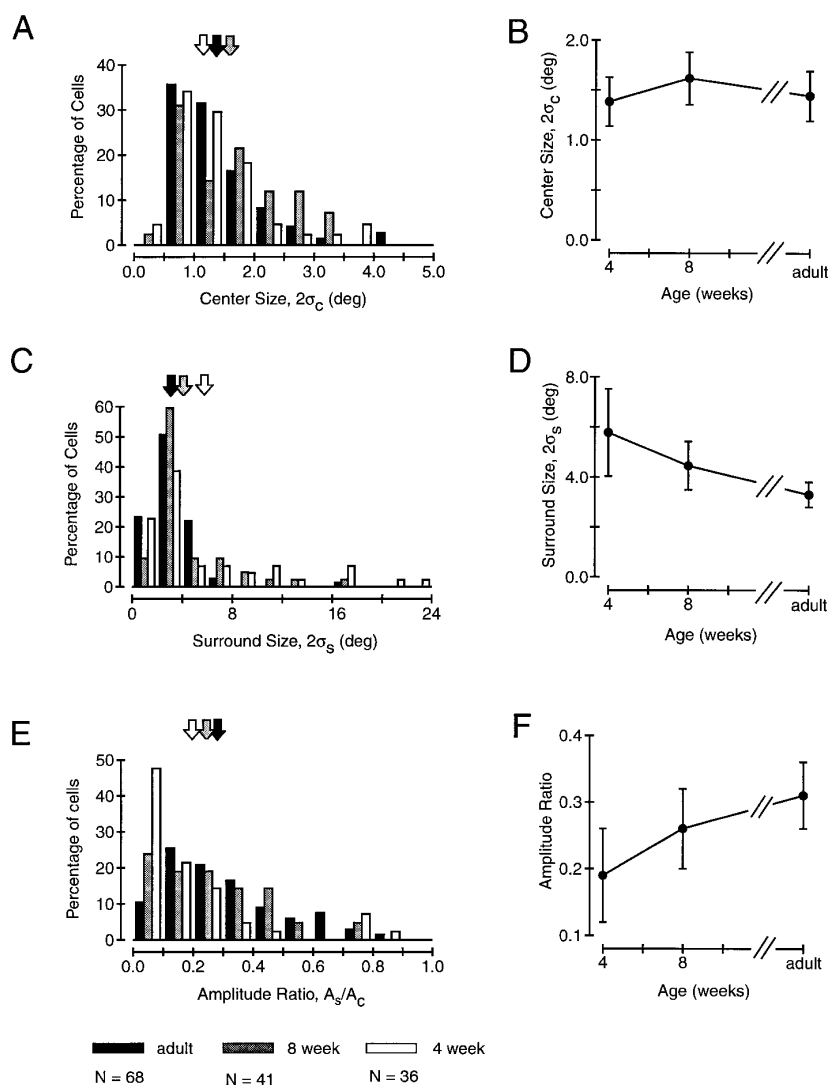 A
Percentage of Cells
40
30
20
10
0
0.0 1.0 2.0 3.0 4.0 5.0
Center Size, 2σc (deg)
B
Center Size, 2σc (deg)
2.0
1.0
0.0
4 8 adult
Age (weeks)
C
Percentage of Cells
60
50
40
30
20
10
0
0 8 16 24
Surround Size, 2σs (deg)
D
Surround Size, 2σs (deg)
8.0
4.0
0.0
4 8 adult
Age (weeks)
E
Percentage of cells
50
40
30
20
10
0
0.0 0.2 0.4 0.6 0.8 1.0
Amplitude Ratio, As/Ac
F
Amplitude Ratio
0.4
0.3
0.2
0.1
4 8 adult
Age (weeks)
adult 8 week 4 week
N = 68 N = 41 N = 36